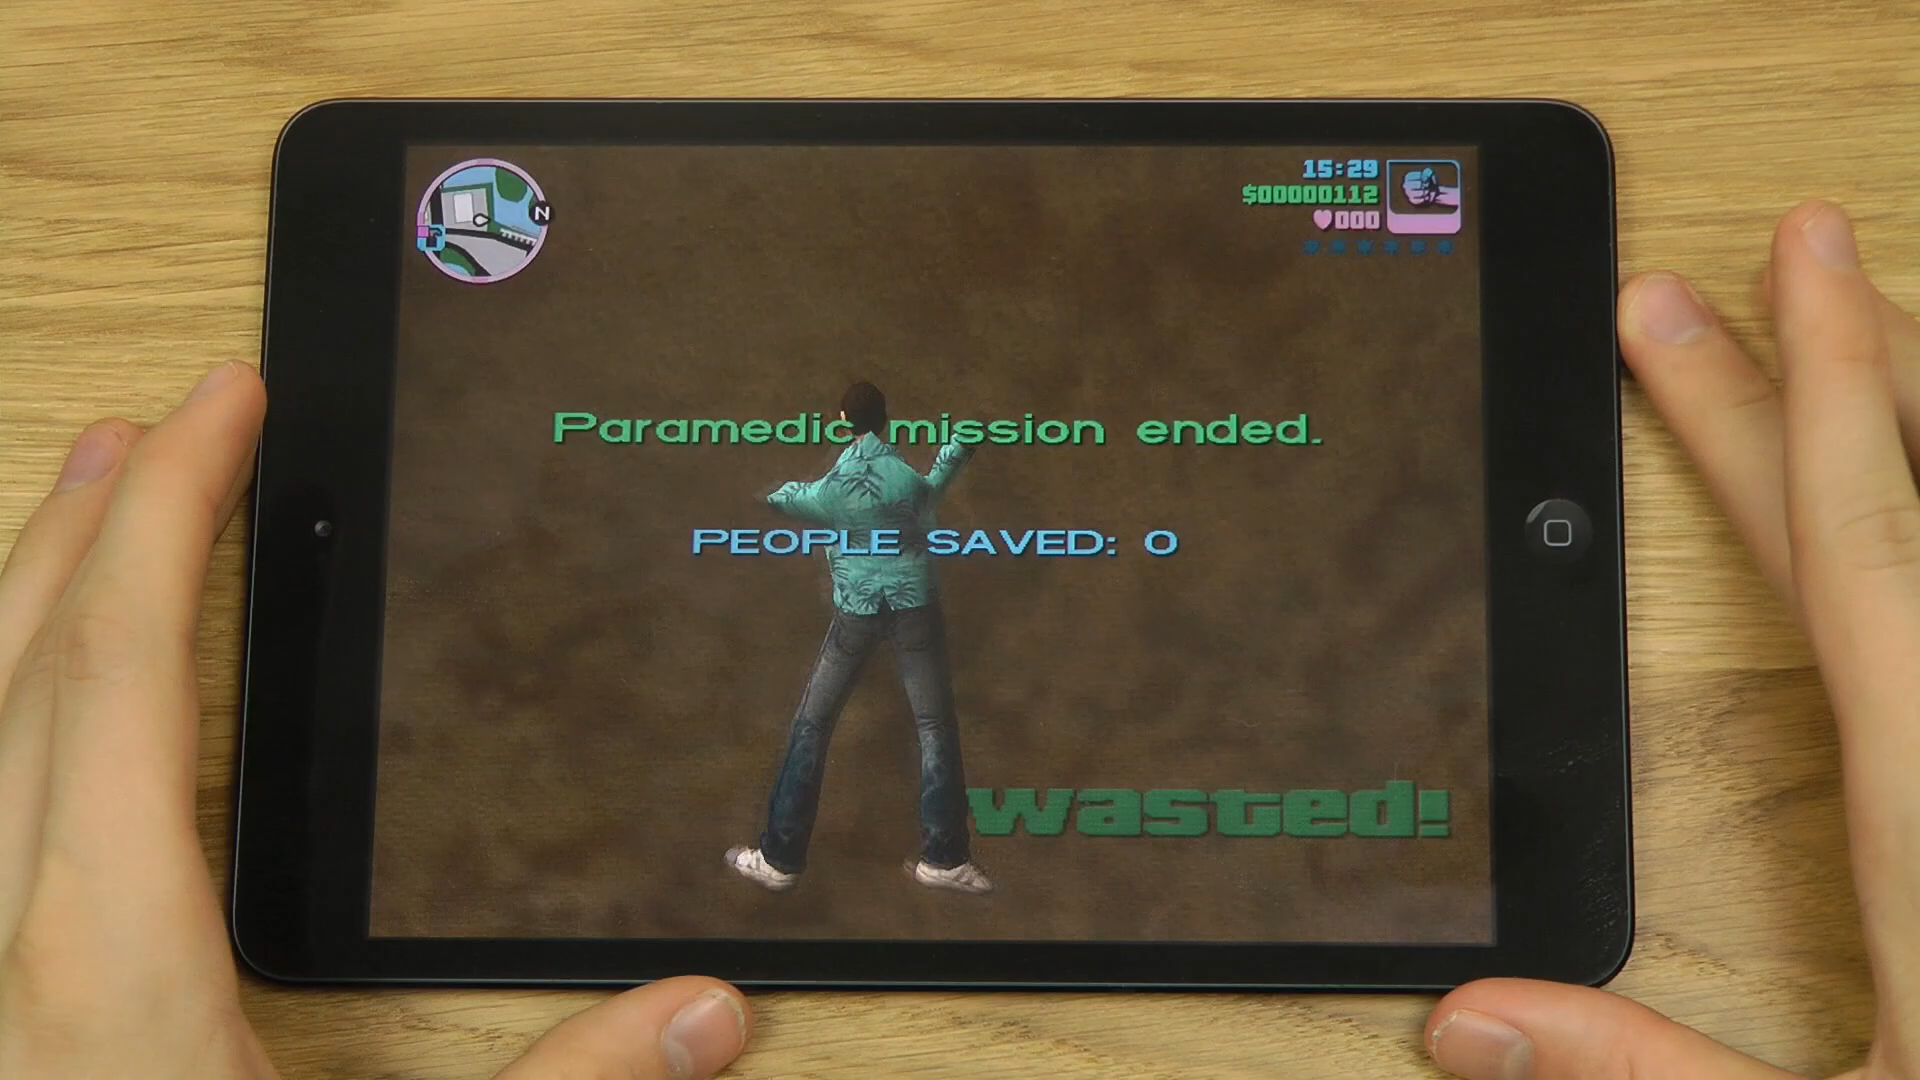 N
15:29
$00000112
000
Paramedic mission ended.
PEOPLE SAVED: 0
wasted!